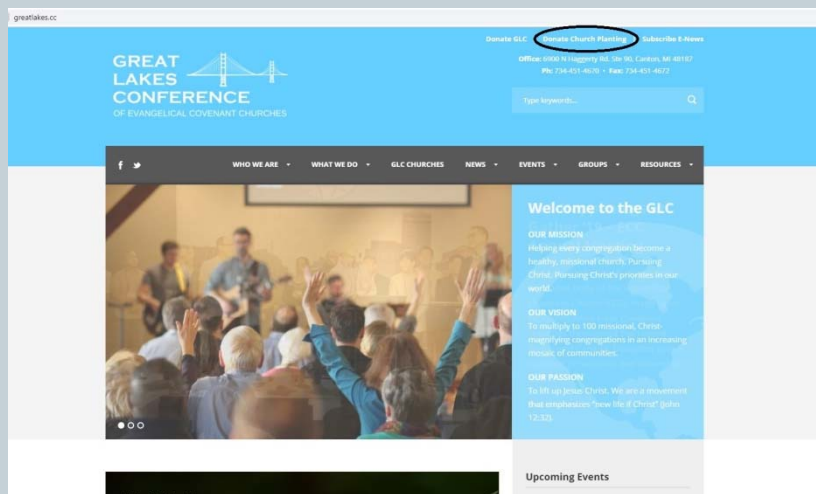 greatlakes.cc
Donate GLC Donate Church Planting Subscribe E-News
GREAT
LAKES
CONFERENCE
OF EVANGELICAL COVENANT CHURCHES
Office: 6900 N Haggerty Rd. Ste 90, Canton, MI 48187
Ph: 734-451-4670 • Fax: 734-451-4672
Type keywords...
WHO WE ARE WHAT WE DO GLC CHURCHES NEWS EVENTS GROUPS RESOURCES
Welcome to the GLC
OUR MISSION
Helping every congregation become a
healthy, missional church. Pursuing
Christ. Pursuing Christ's priorities in our
world.
OUR VISION
To multiply to 100 missional, Christ-
magnifying congregations in an increasing
mosaic of communities.
OUR PASSION
To lift up Jesus Christ. We are a movement
that emphasizes "new life if Christ" (John
12:32).
Upcoming Events